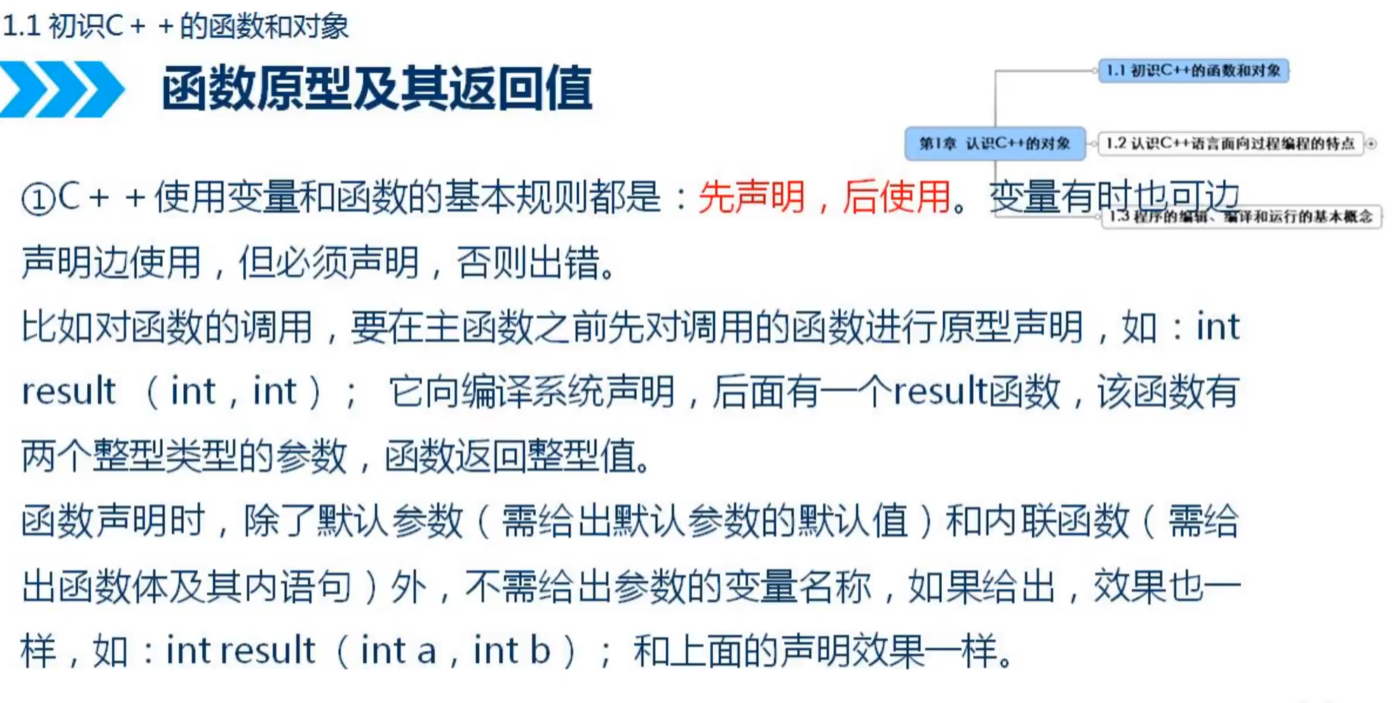 1.1 初识C++的函数和对象
函数原型及其返回值
1.1 初识C++的函数和对象
第1章 认识C++的对象
1.2 认识C++语言面向过程编程的特点
1.3 程序的编辑、编译和运行的基本概念
①C++使用变量和函数的基本规则都是：先声明，后使用。变量有时也可边
声明边使用，但必须声明，否则出错。
比如对函数的调用，要在主函数之前先对调用的函数进行原型声明，如：int
result （int，int）； 它向编译系统声明，后面有一个result函数，该函数有
两个整型类型的参数，函数返回整型值。
函数声明时，除了默认参数（需给出默认参数的默认值）和内联函数（需给
出函数体及其内语句）外，不需给出参数的变量名称，如果给出，效果也一
样，如：int result （int a，int b）； 和上面的声明效果一样。